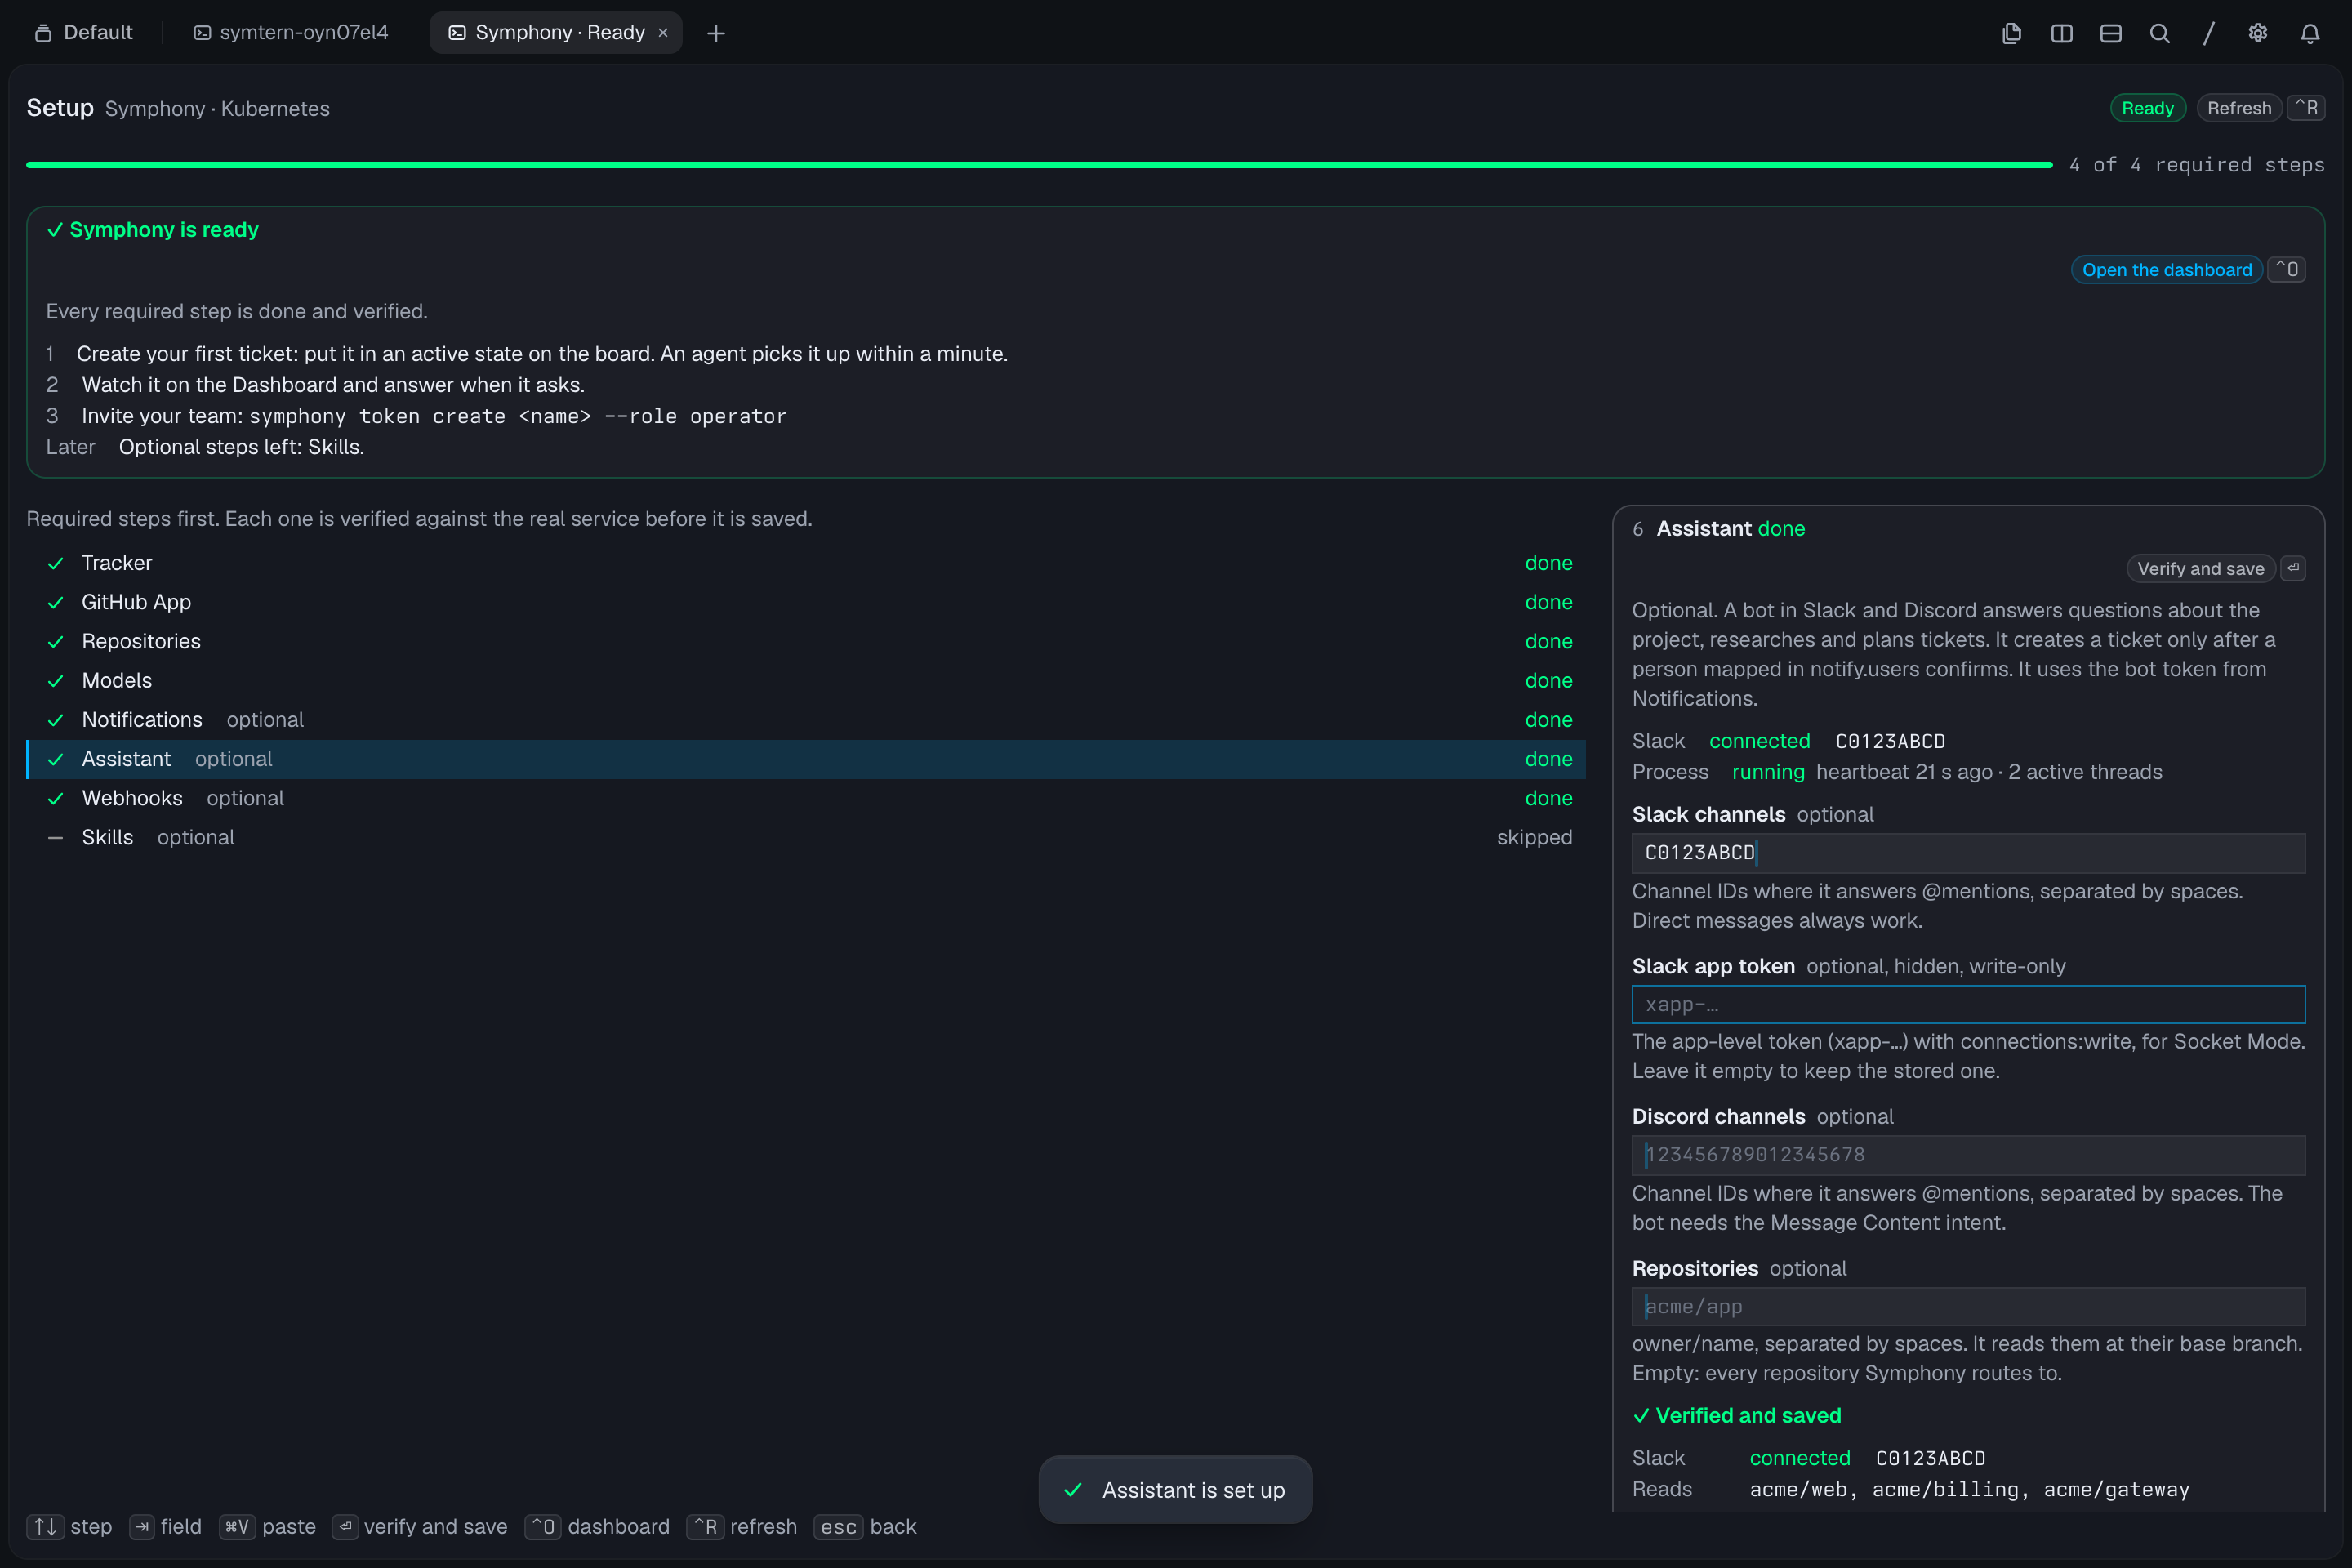 Default
symtern-oyn07el4
Symphony · Ready
Setup Symphony · Kubernetes
Ready Refresh ^R
4 of 4 required steps
✓ Symphony is ready
Open the dashboard ^O
Every required step is done and verified.
1 Create your first ticket: put it in an active state on the board. An agent picks it up within a minute.
2 Watch it on the Dashboard and answer when it asks.
3 Invite your team: symphony token create <name> --role operator
Later Optional steps left: Skills.
Required steps first. Each one is verified against the real service before it is saved.
✓ Tracker done
✓ GitHub App done
✓ Repositories done
✓ Models done
✓ Notifications optional done
✓ Assistant optional done
✓ Webhooks optional done
— Skills optional skipped
6 Assistant done
Verify and save ⏎
Optional. A bot in Slack and Discord answers questions about the
project, researches and plans tickets. It creates a ticket only after a
person mapped in notify.users confirms. It uses the bot token from
Notifications.
Slack connected C0123ABCD
Process running heartbeat 21 s ago · 2 active threads
Slack channels optional
C0123ABCD
Channel IDs where it answers @mentions, separated by spaces.
Direct messages always work.
Slack app token optional, hidden, write-only
xapp-…
The app-level token (xapp-…) with connections:write, for Socket Mode.
Leave it empty to keep the stored one.
Discord channels optional
123456789012345678
Channel IDs where it answers @mentions, separated by spaces. The
bot needs the Message Content intent.
Repositories optional
acme/app
owner/name, separated by spaces. It reads them at their base branch.
Empty: every repository Symphony routes to.
✓ Verified and saved
Slack connected C0123ABCD
Reads acme/web, acme/billing, acme/gateway
✓ Assistant is set up
↑↓ step ⇥ field ⌘V paste ⏎ verify and save ^O dashboard ^R refresh esc back